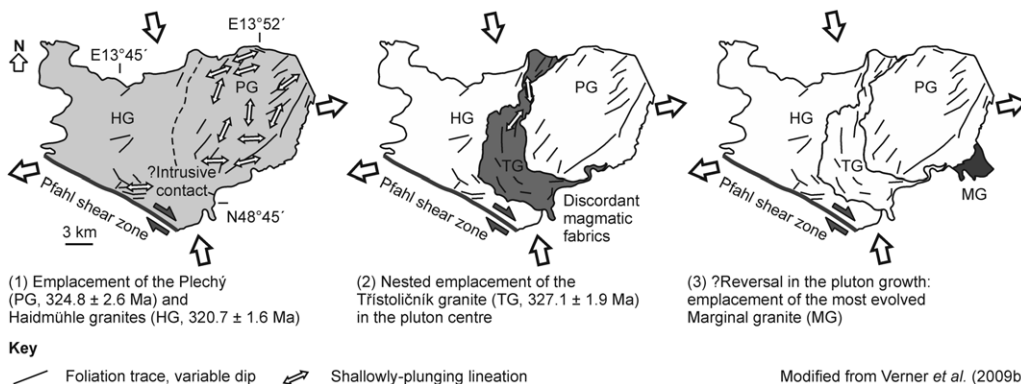 N
E13°45´
E13°52´
PG
HG
?Intrusive
contact
Pfahl shear zone
N48°45´
3 km
(1) Emplacement of the Plechý
(PG, 324.8 ± 2.6 Ma) and
Haidmühle granites (HG, 320.7 ± 1.6 Ma)
PG
HG
TG
Pfahl shear zone
Discordant
magmatic
fabrics
(2) Nested emplacement of the
Třístoličník granite (TG, 327.1 ± 1.9 Ma)
in the pluton centre
PG
HG
TG
MG
Pfahl shear zone
(3) ?Reversal in the pluton growth:
emplacement of the most evolved
Marginal granite (MG)
Key
Foliation trace, variable dip
Shallowly-plunging lineation
Modified from Verner et al. (2009b